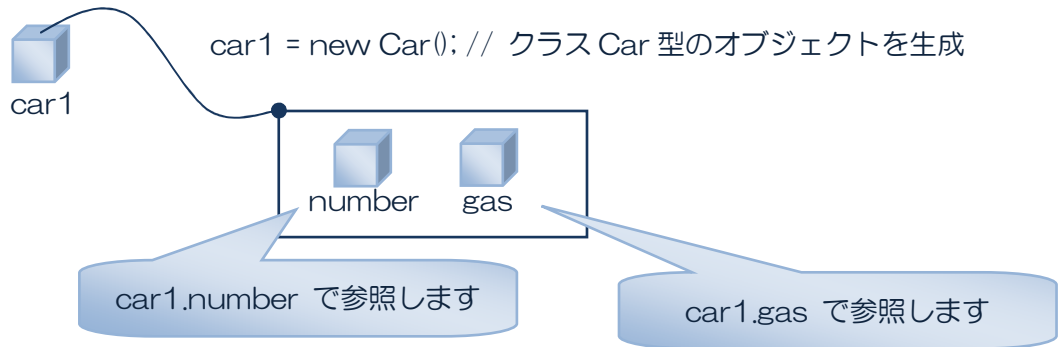 car1 = new Car(); // クラス Car 型のオブジェクトを生成
car1
number
gas
car1.number で参照します
car1.gas で参照します